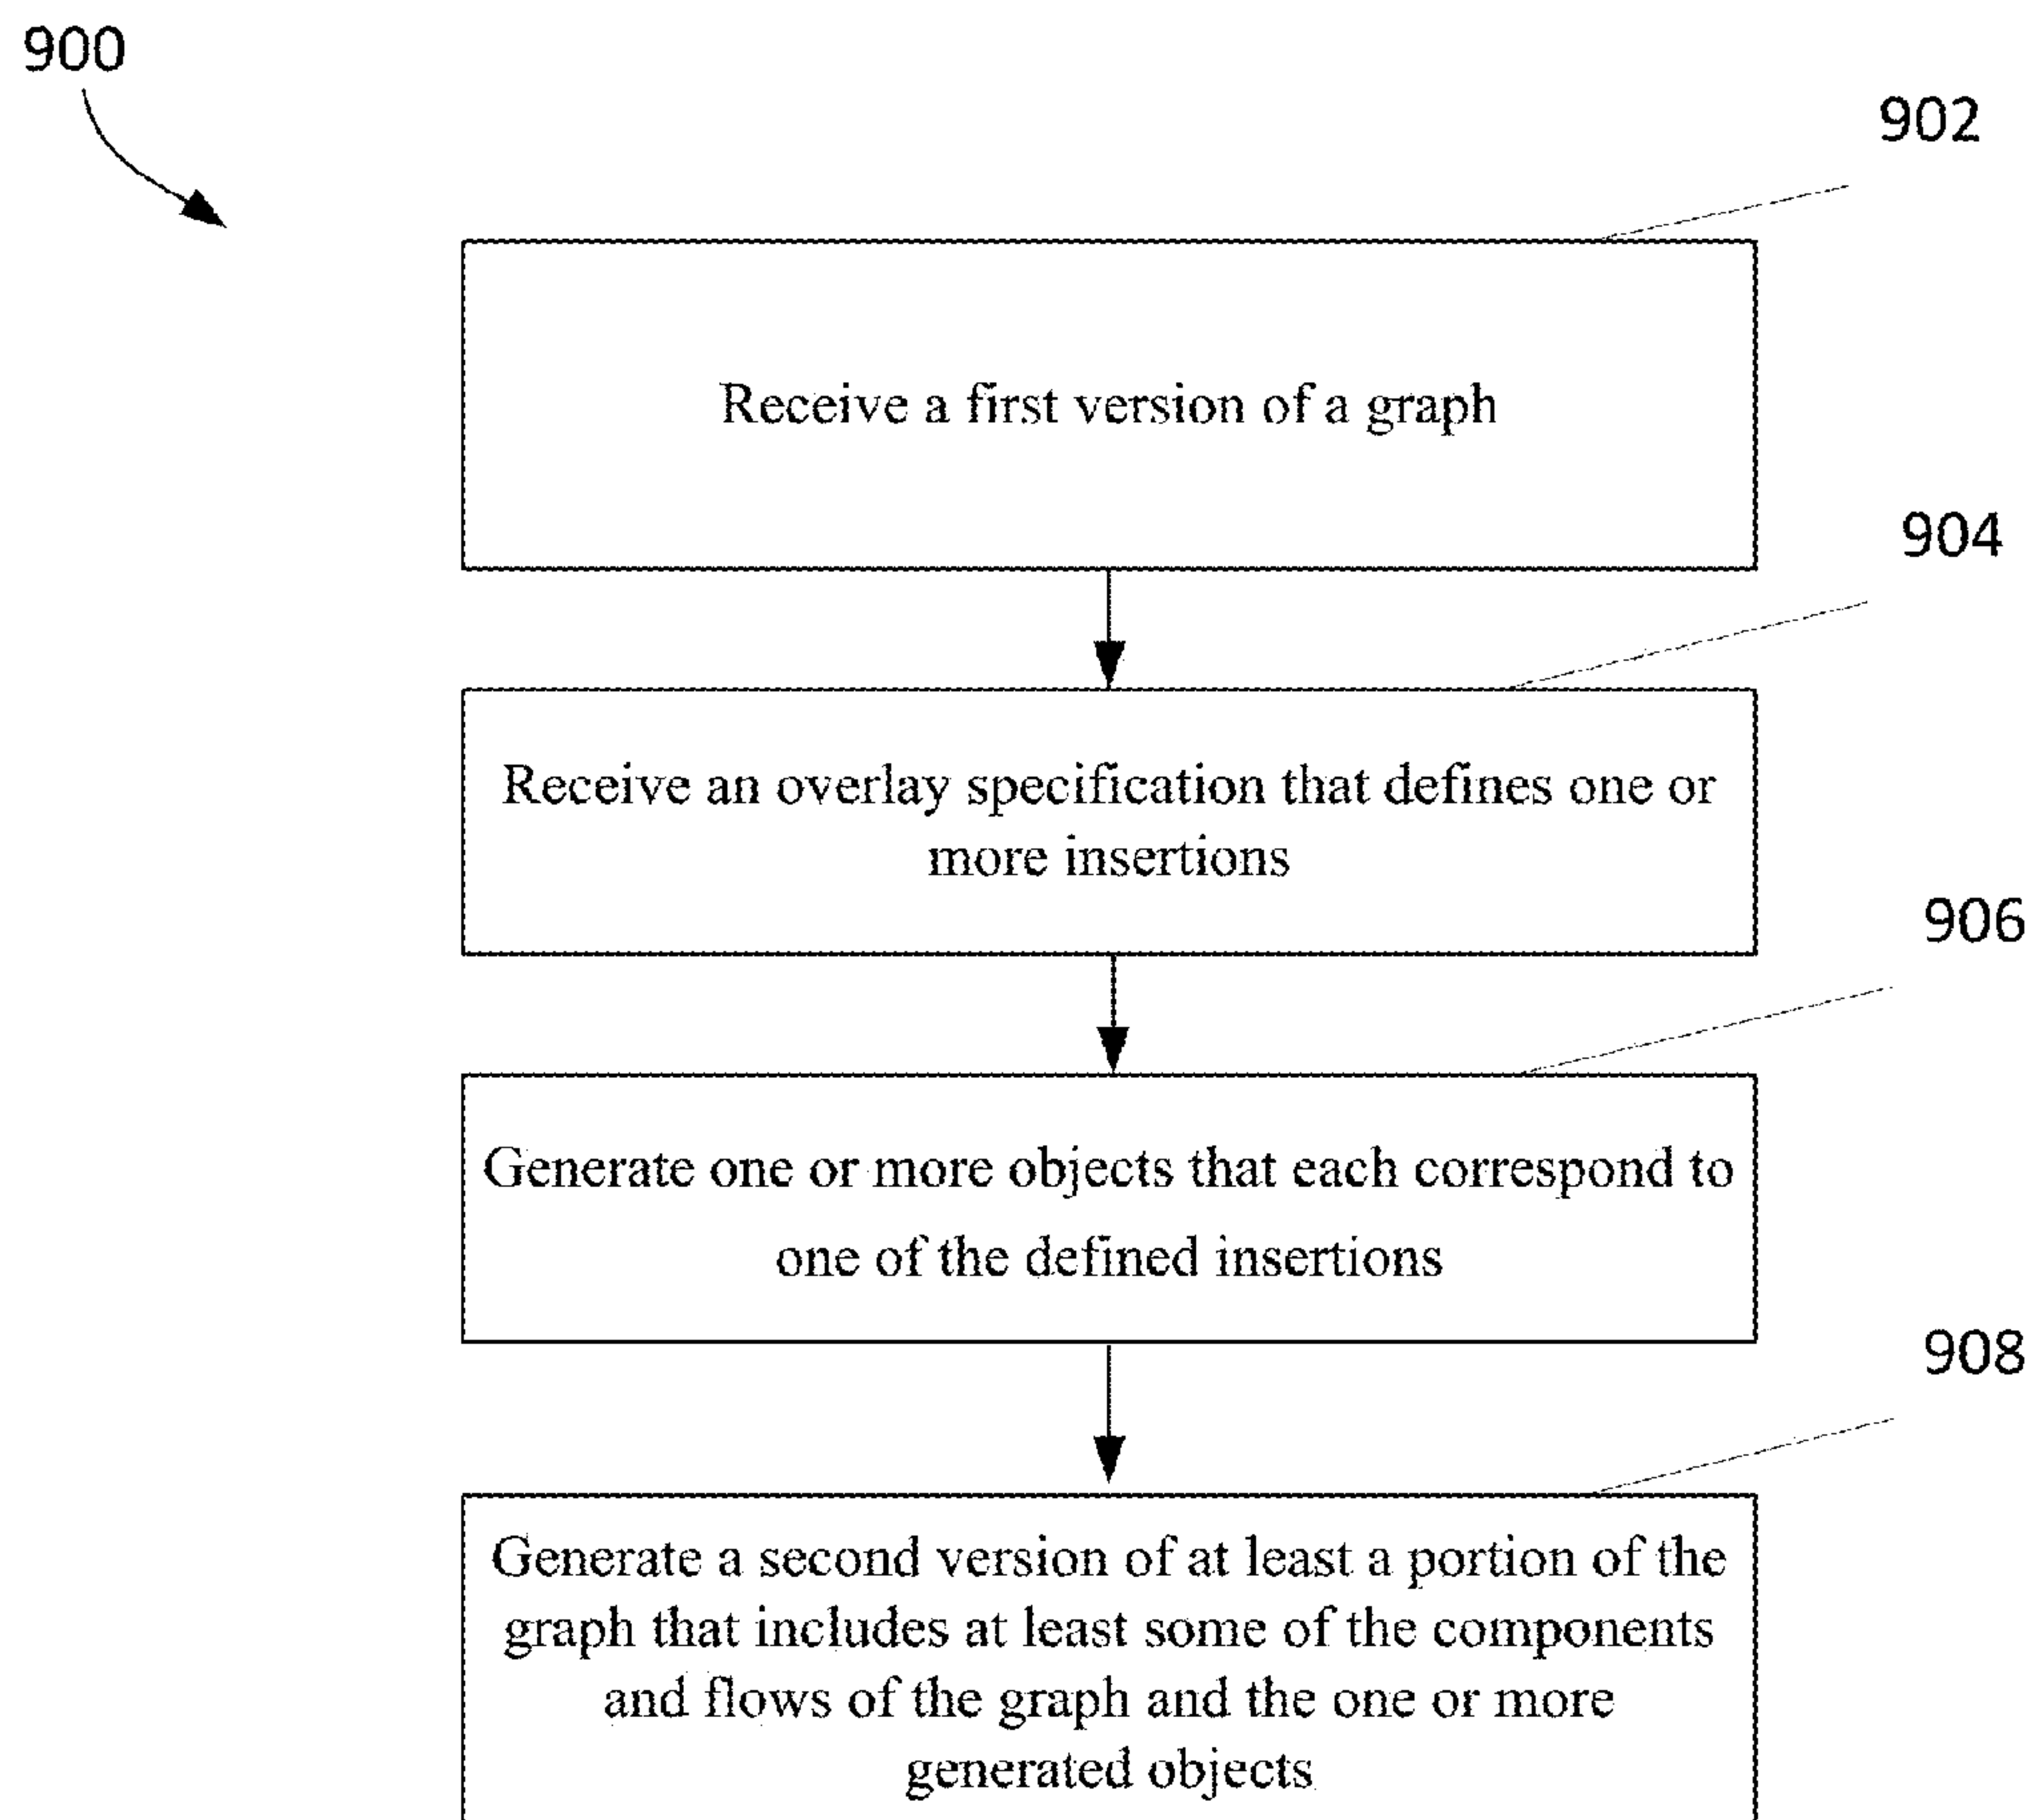 900
902
Receive a first version of a graph
904
Receive an overlay specification that defines one or
more insertions
906
Generate one or more objects that each correspond to
one of the defined insertions
908
Generate a second version of at least a portion of the
graph that includes at least some of the components
and flows of the graph and the one or more
generated objects